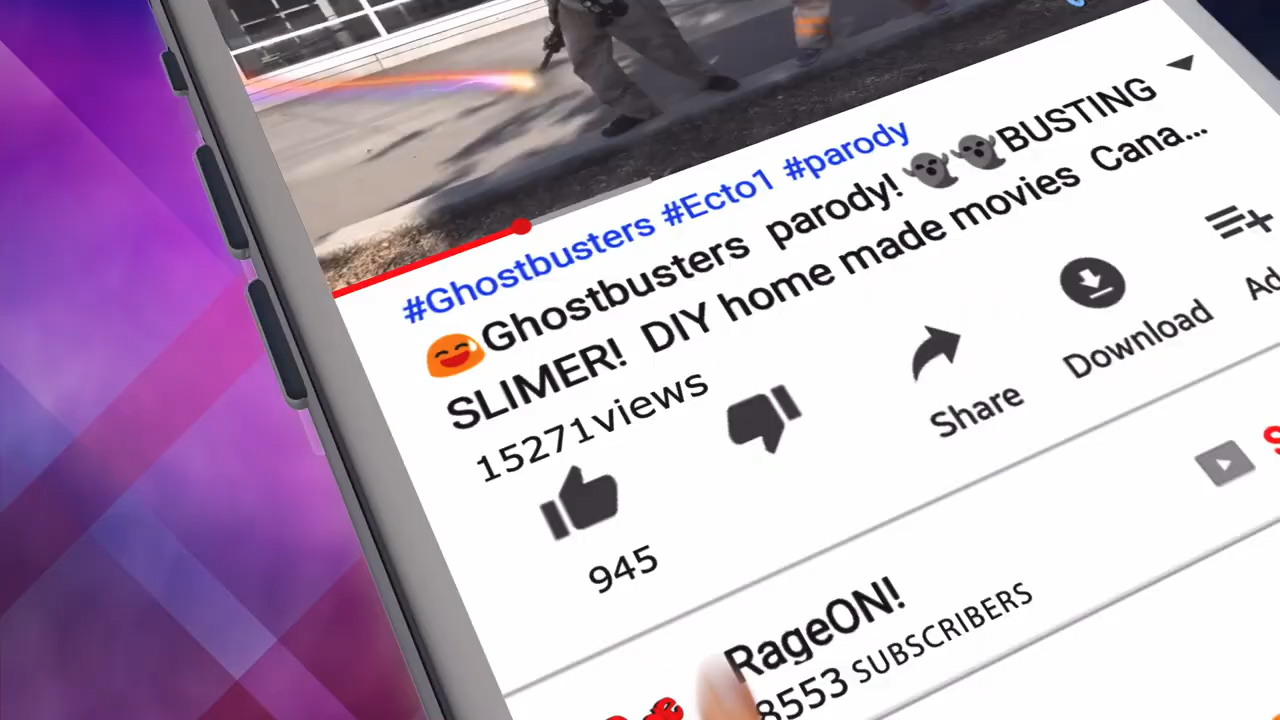 #Ghostbusters #Ecto1 #parody
😅Ghostbusters parody! 👻👻BUSTING
SLIMER! DIY home made movies Cana...
15271views
945
Share
Download
RageON!
8553 SUBSCRIBERS